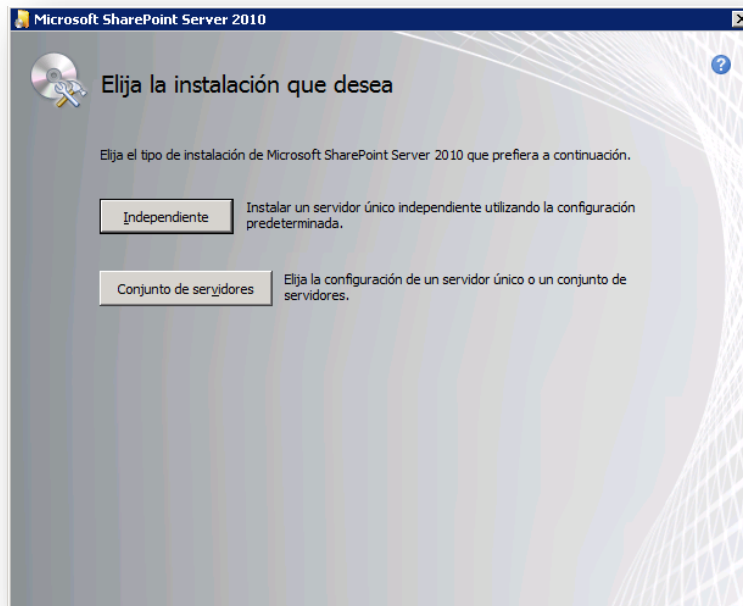 Microsoft SharePoint Server 2010
Elija la instalación que desea
Elija el tipo de instalación de Microsoft SharePoint Server 2010 que prefiera a continuación.
Independiente
Instalar un servidor único independiente utilizando la configuración
predeterminada.
Conjunto de servidores
Elija la configuración de un servidor único o un conjunto de
servidores.